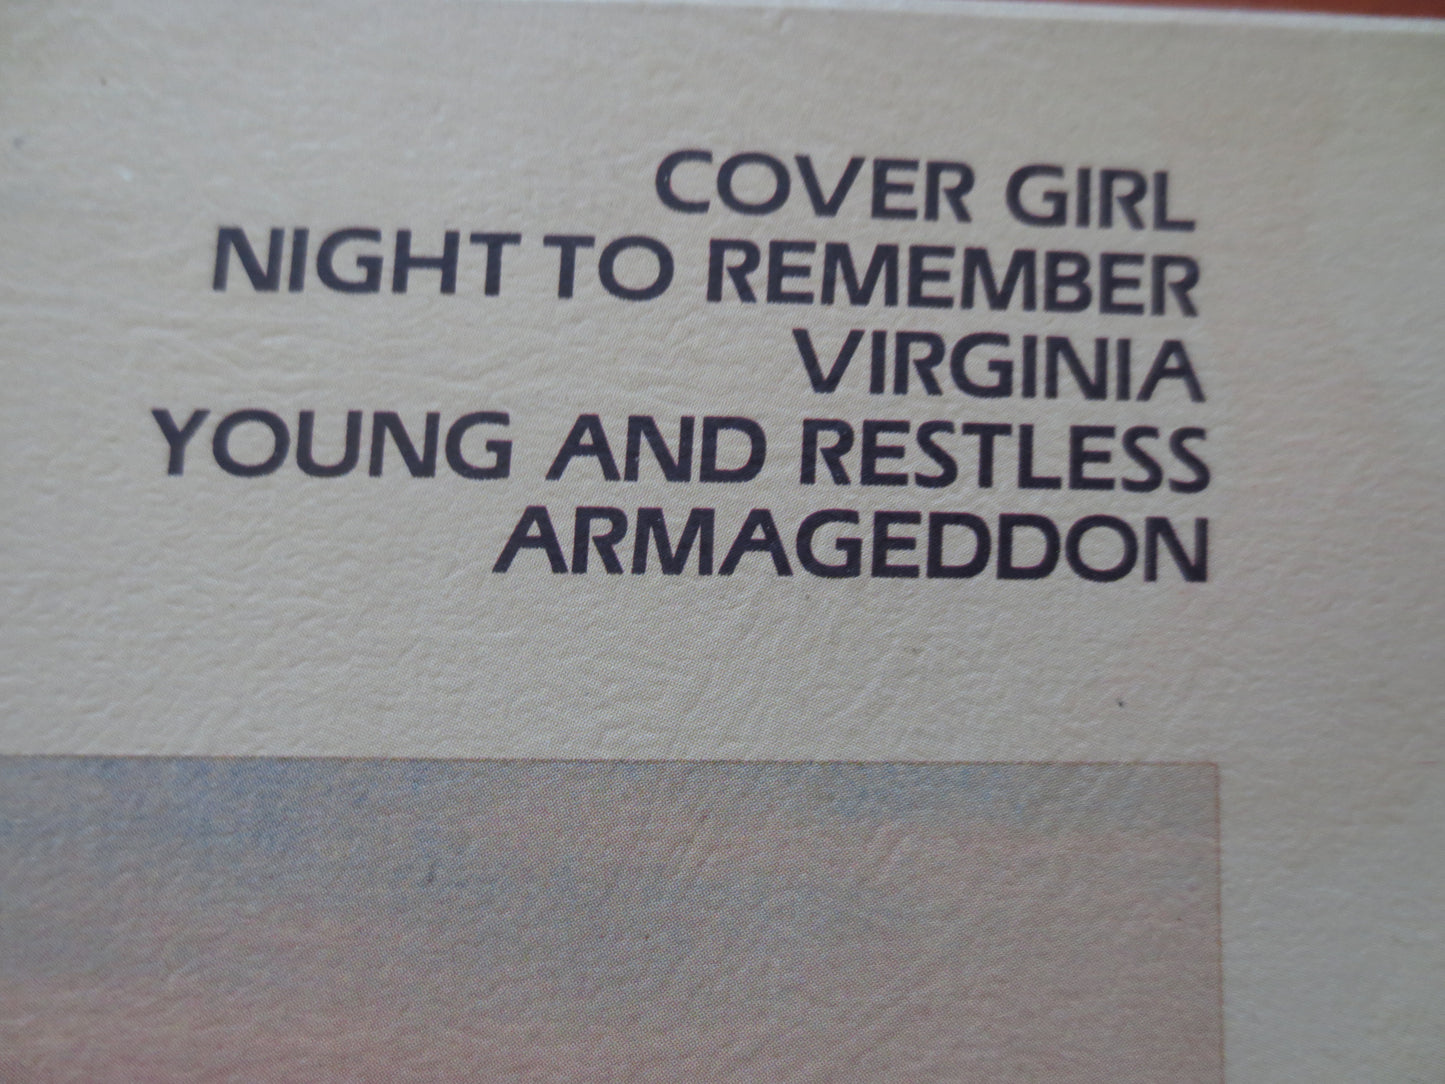 COVER GIRL
NIGHT TO REMEMBER
VIRGINIA
YOUNG AND RESTLESS
ARMAGEDDON